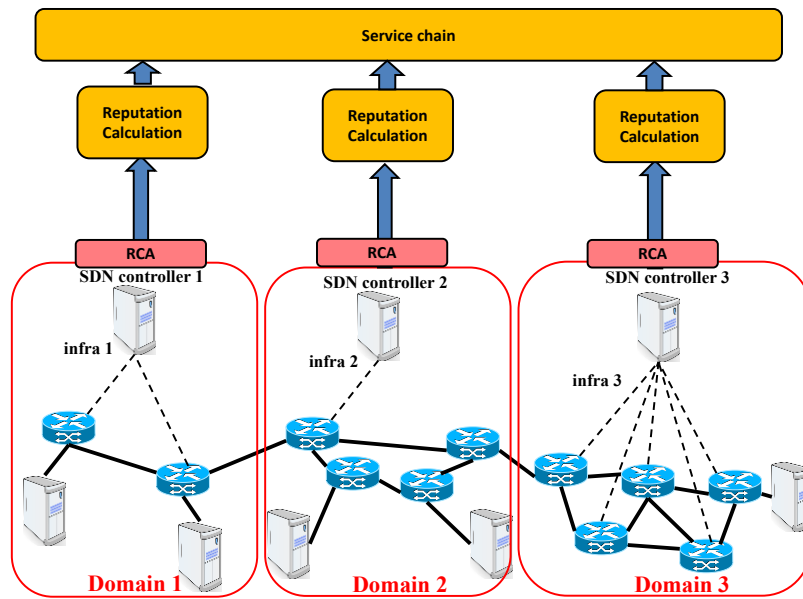 Service chain
Reputation
Calculation
Reputation
Calculation
Reputation
Calculation
RCA
RCA
RCA
SDN controller 1
SDN controller 2
SDN controller 3
infra 1
infra 2
infra 3
Domain 1
Domain 2
Domain 3